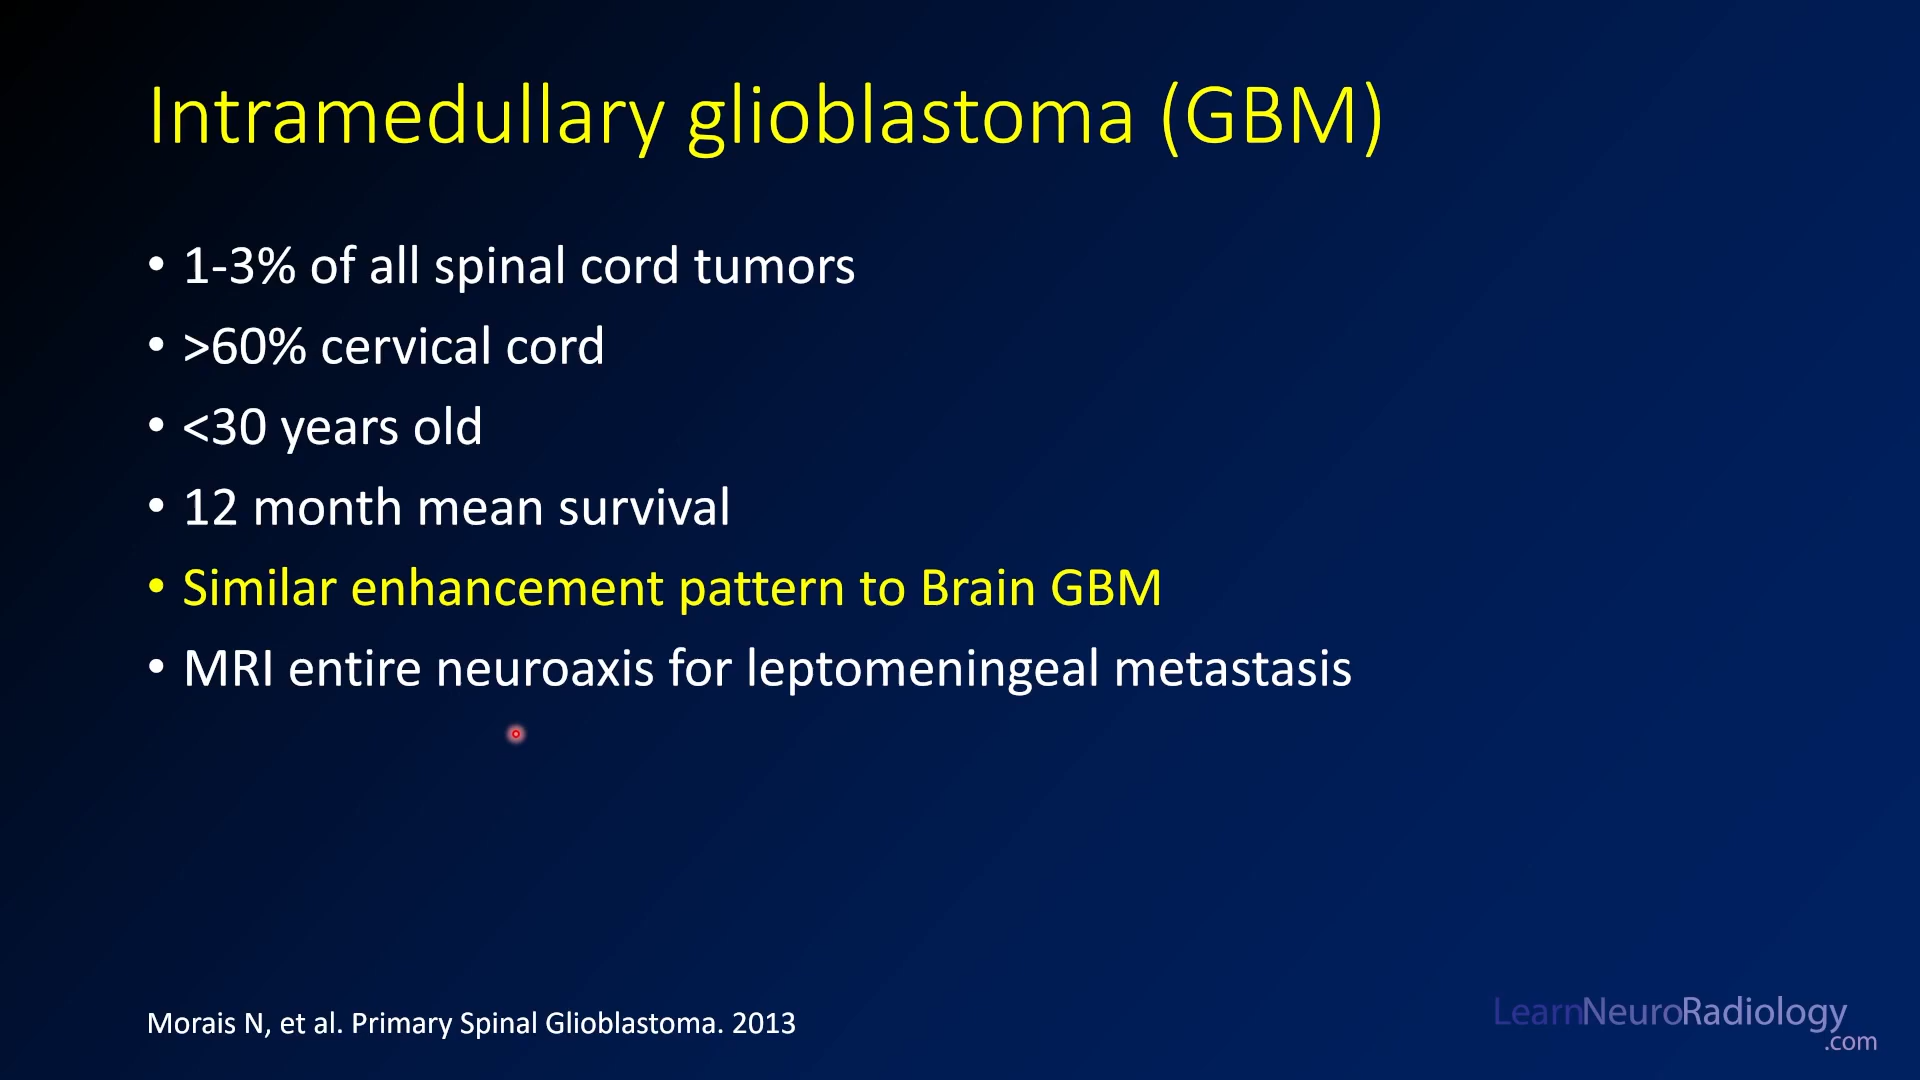 Intramedullary glioblastoma (GBM)
• 1-3% of all spinal cord tumors
• >60% cervical cord
• <30 years old
• 12 month mean survival
• Similar enhancement pattern to Brain GBM
• MRI entire neuroaxis for leptomeningeal metastasis
Morais N, et al. Primary Spinal Glioblastoma. 2013
LearnNeuroRadiology
.com